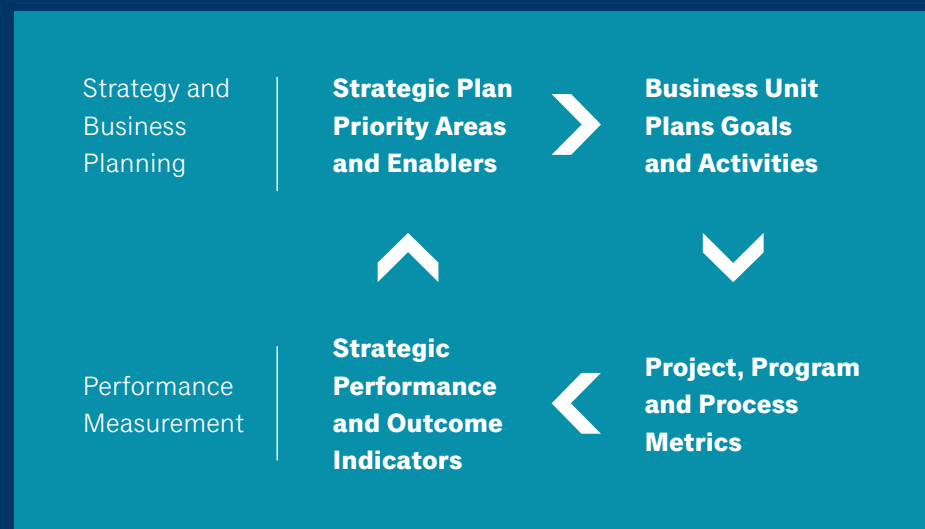 Strategy and
Business
Planning
Strategic Plan
Priority Areas
and Enablers
Business Unit
Plans Goals
and Activities
Performance
Measurement
Strategic
Performance
and Outcome
Indicators
Project, Program
and Process
Metrics